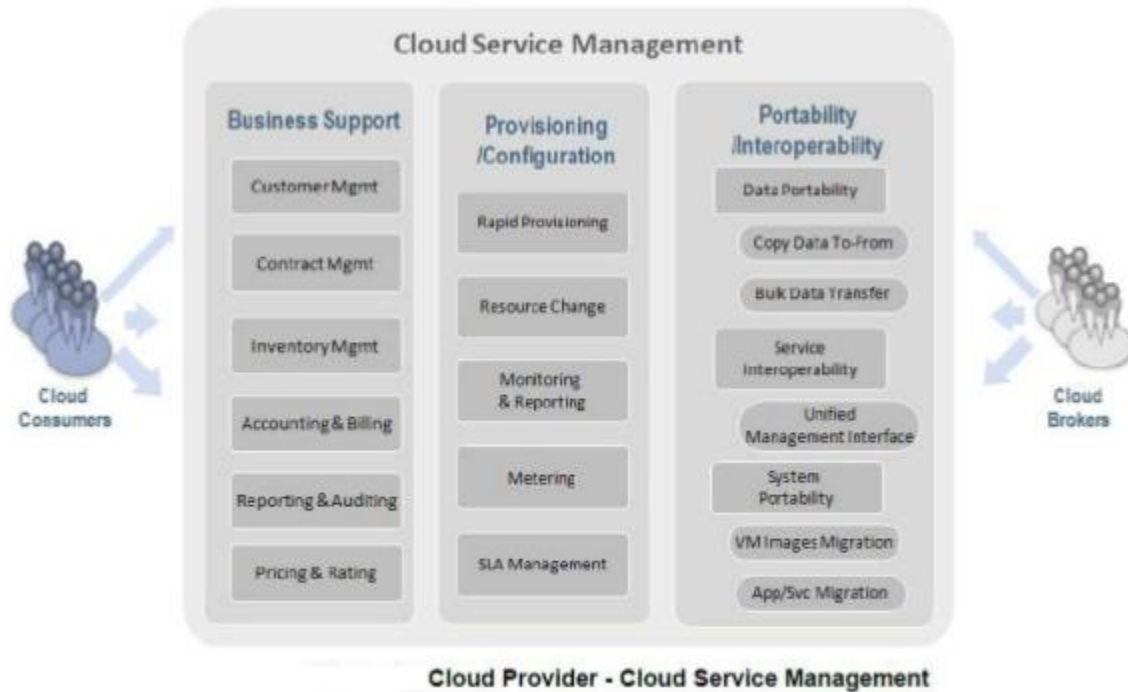 Cloud Service Management
Business Support
Customer Mgmt
Contract Mgmt
Inventory Mgmt
Accounting & Billing
Reporting & Auditing
Pricing & Rating
Provisioning
/Configuration
Rapid Provisioning
Resource Change
Monitoring
& Reporting
Metering
SLA Management
Portability
/Interoperability
Data Portability
Copy Data To-From
Bulk Data Transfer
Service
Interoperability
Unified
Management Interface
System
Portability
VM Images Migration
App/Svc Migration
Cloud
Consumers
Cloud
Brokers
Cloud Provider - Cloud Service Management